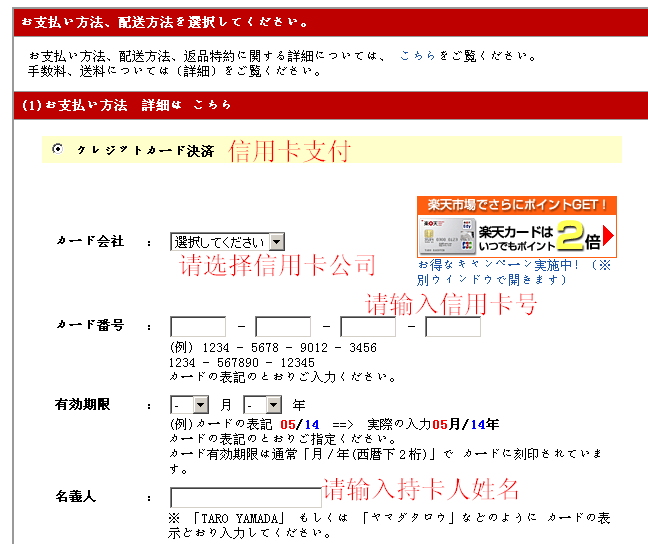 お支払い方法、配送方法を選択してください。
お支払い方法、配送方法、返品特約に関する詳細については、 こちらをご覧ください。
手数料、送料については（詳細）をご覧ください。
(1)お支払い方法　詳細は こちら
クレジットカード決済 信用卡支付
楽天市場でさらにポイントGET！
楽天カードは
いつでもポイント 2倍
カード会社 ： 選択してください
お得なキャンペーン実施中！（※
別ウインドウで開きます）
请选择信用卡公司
请输入信用卡号
カード番号 ： － － －
(例) 1234 － 5678 － 9012 － 3456
1234 － 567890 － 12345
カードの表記のとおりご入力ください。
有効期限 ： - 月 - 年
(例)カードの表記 05/14 ==> 実際の入力05月/14年
カードの表記のとおりご指定ください。
カード有効期限は通常「月/年(西暦下２桁)」で カードに刻印されていま
す。
名義人 ： 请输入持卡人姓名
※ 「TARO YAMADA」 もしくは 「ヤマダタロウ」などのように カードの表
示どおり入力してください。